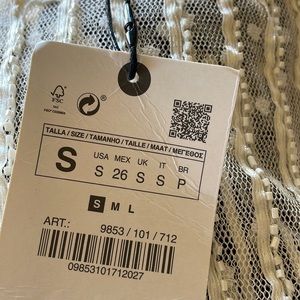 FSC
TALLA / SIZE / TAMANHO / TAILLE / MAAT / ΜΕΓΕΘΟΣ
S
USA MEX UK IT BR
S 26 S S P
S M L
ART.:
9853 / 101 / 712
09853101712027